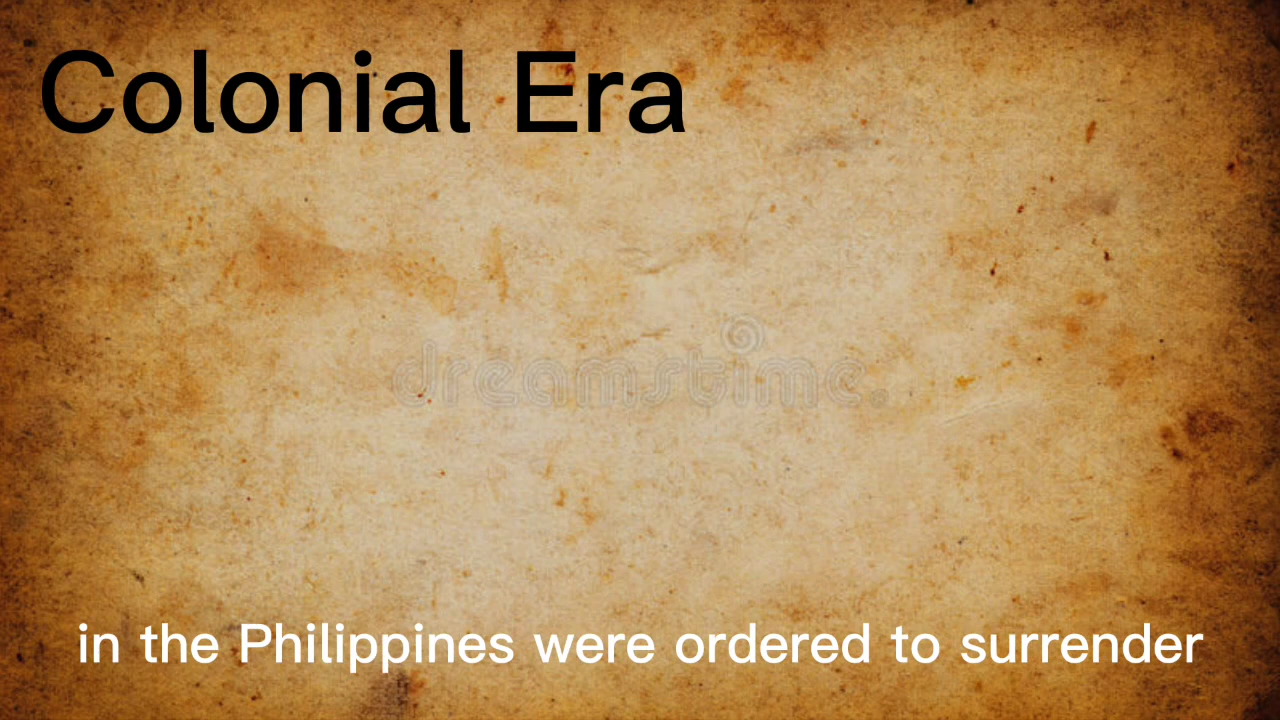 Colonial Era
dreamstime
in the Philippines were ordered to surrender